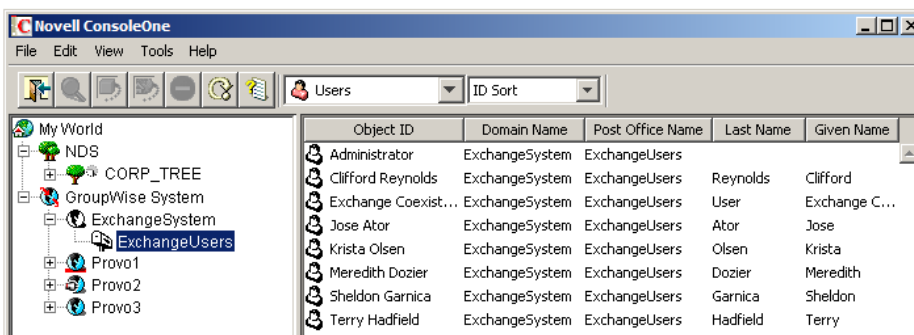 Novell ConsoleOne
File Edit View Tools Help
Users ID Sort
My World
NDS
CORP_TREE
GroupWise System
ExchangeSystem
ExchangeUsers
Provo1
Provo2
Provo3
Object ID Domain Name Post Office Name Last Name Given Name
Administrator ExchangeSystem ExchangeUsers
Clifford Reynolds ExchangeSystem ExchangeUsers Reynolds Clifford
Exchange Coexist... ExchangeSystem ExchangeUsers User Exchange C...
Jose Ator ExchangeSystem ExchangeUsers Ator Jose
Krista Olsen ExchangeSystem ExchangeUsers Olsen Krista
Meredith Dozier ExchangeSystem ExchangeUsers Dozier Meredith
Sheldon Garnica ExchangeSystem ExchangeUsers Garnica Sheldon
Terry Hadfield ExchangeSystem ExchangeUsers Hadfield Terry